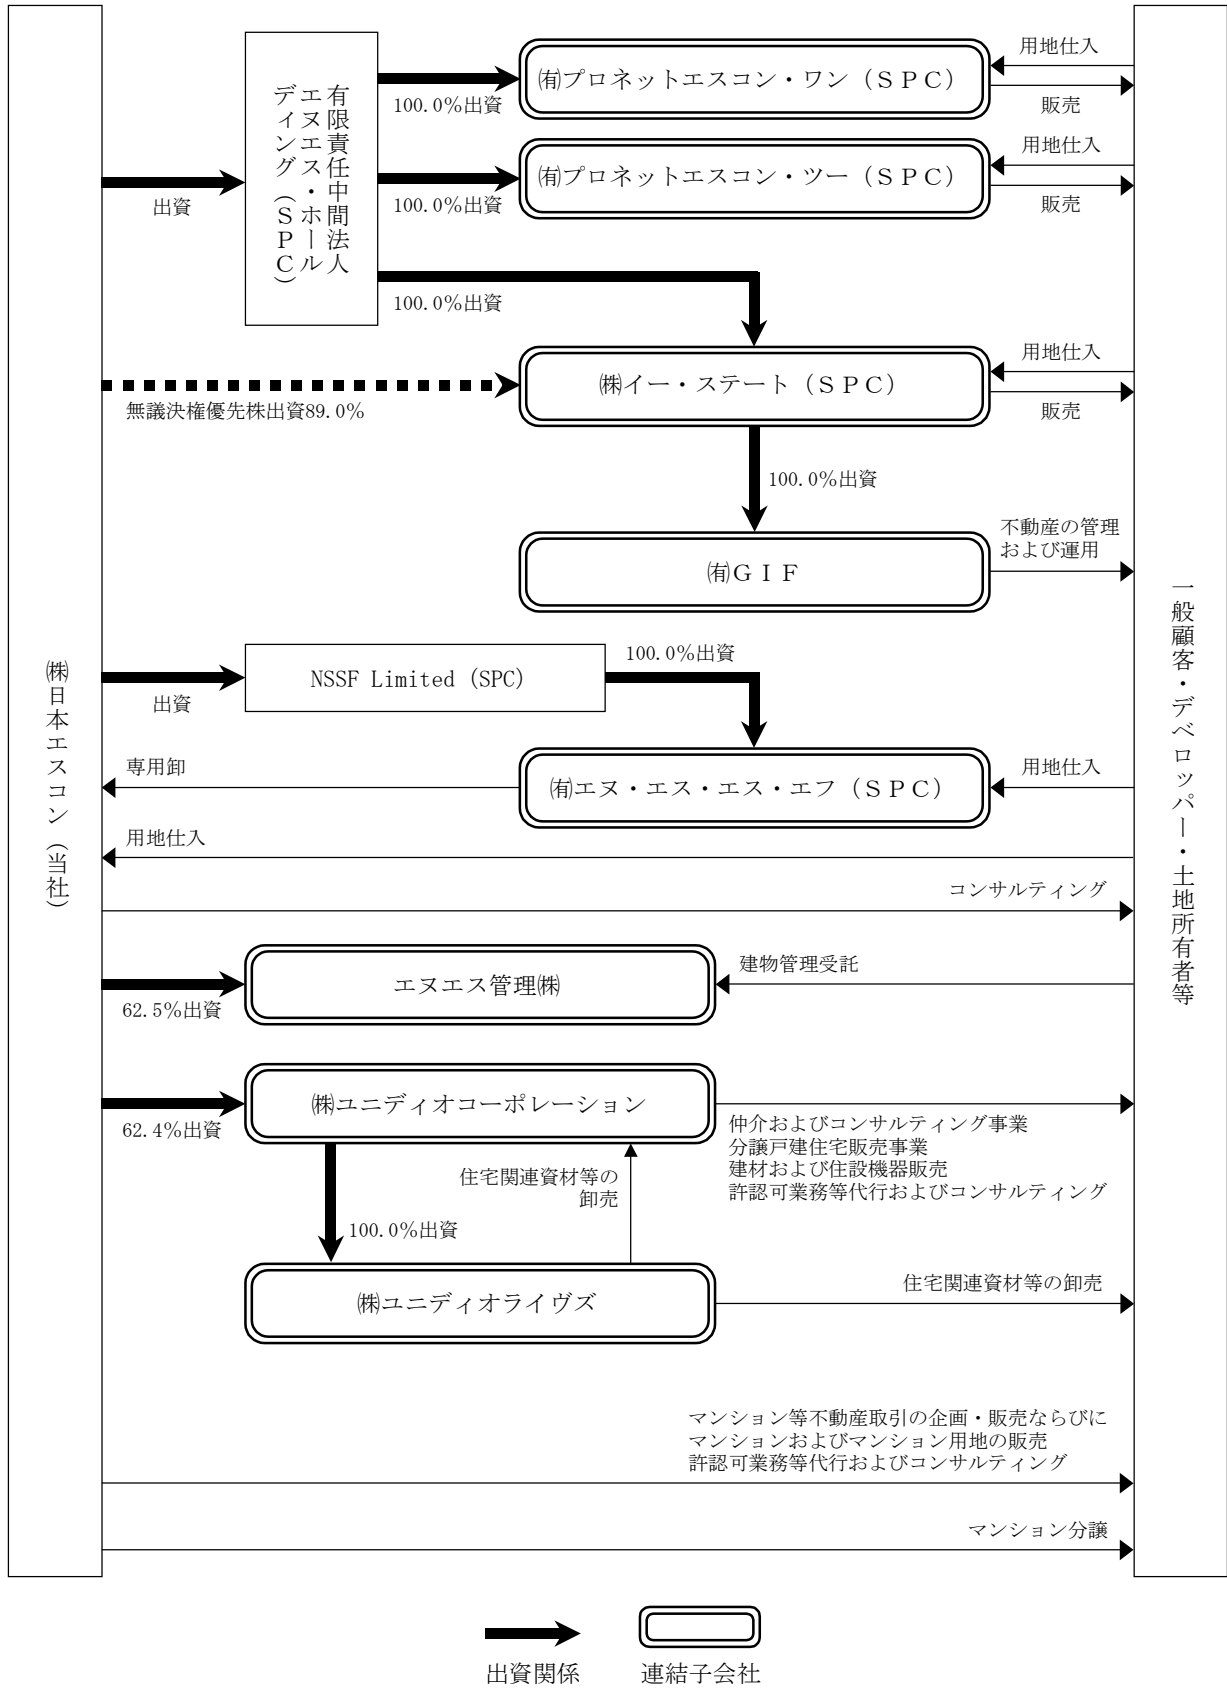 ㈱日本エスコン（当社）
有限責任中間法人
エヌエス・ホール
ディング（ＳＰＣ）
出資
100.0％出資
㈲プロネットエスコン・ワン（ＳＰＣ）
用地仕入
販売
100.0％出資
㈲プロネットエスコン・ツー（ＳＰＣ）
用地仕入
販売
100.0％出資
無議決権優先株出資89.0％
㈱イー・ステート（ＳＰＣ）
用地仕入
販売
100.0％出資
㈲ＧＩＦ
不動産の管理
および運用
出資
NSSF Limited（SPC）
100.0％出資
専用卸
㈲エヌ・エス・エス・エフ（ＳＰＣ）
用地仕入
用地仕入
コンサルティング
62.5％出資
エヌエス管理㈱
建物管理受託
62.4％出資
㈱ユニディオコーポレーション
仲介およびコンサルティング事業
分譲戸建住宅販売事業
建材および住設機器販売
許認可業務等代行およびコンサルティング
住宅関連資材等の
卸売
100.0％出資
㈱ユニディオライヴズ
住宅関連資材等の卸売
マンション等不動産取引の企画・販売ならびに
マンションおよびマンション用地の販売
許認可業務等代行およびコンサルティング
マンション分譲
一般顧客・デベロッパー・土地所有者等
出資関係
連結子会社